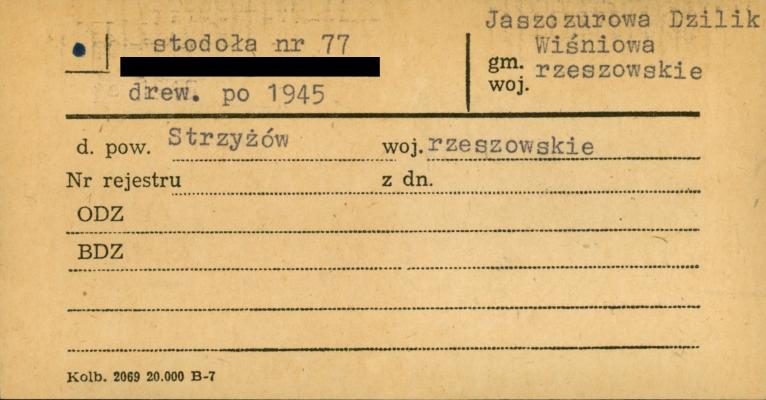 stodoła nr 77
drew. po 1945
Jaszczurowa Dzilik
gm. Wiśniowa
woj. rzeszowskie
d. pow. Strzyżów woj. rzeszowskie
Nr rejestru z dn.
ODZ
BDZ
Kolb. 2069 20.000 B-7